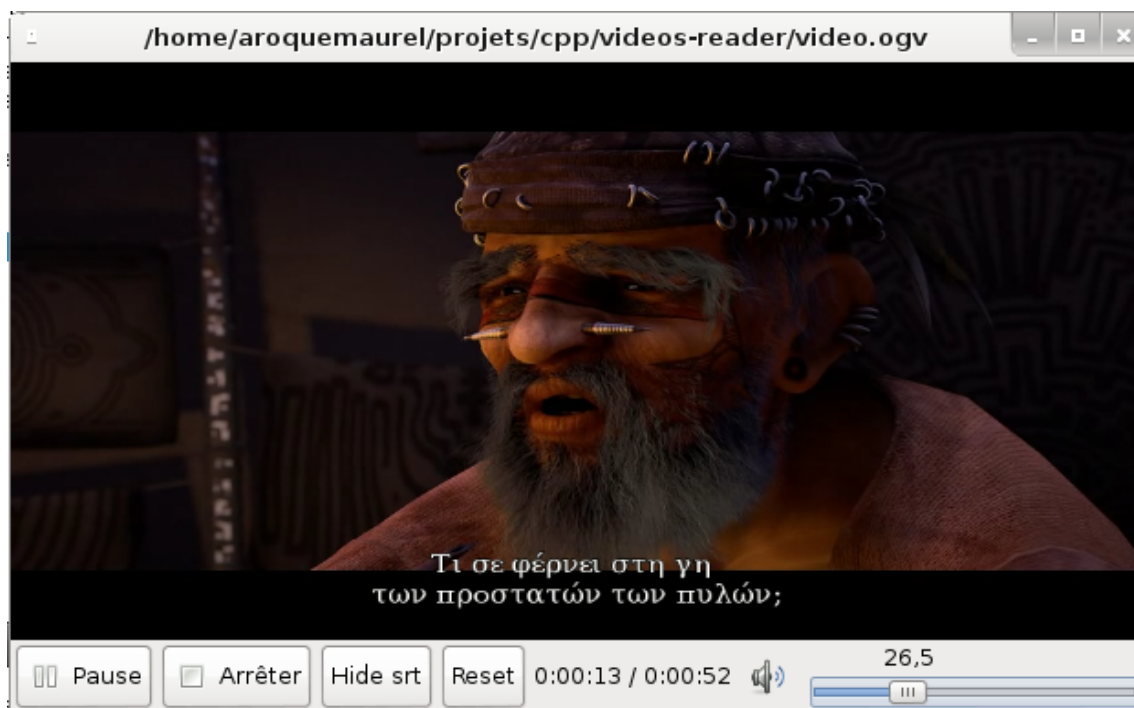 /home/aroquemaurel/projets/cpp/videos-reader/video.ogv
Τι σε φέρνει στη γη
των προστατών των πυλών;
Pause Arrêter Hide srt Reset 0:00:13 / 0:00:52 26,5